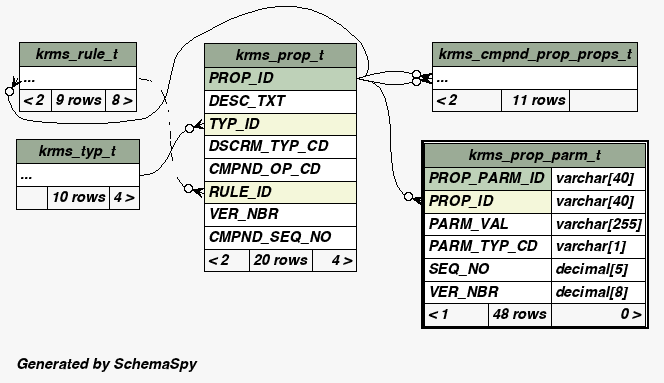 krms_rule_t
...
< 2 9 rows 8 >
krms_typ_t
...
10 rows 4 >
krms_prop_t
PROP_ID
DESC_TXT
TYP_ID
DSCRM_TYP_CD
CMPND_OP_CD
RULE_ID
VER_NBR
CMPND_SEQ_NO
< 2 20 rows 4 >
krms_cmpnd_prop_props_t
...
< 2 11 rows
krms_prop_parm_t
PROP_PARM_ID varchar[40]
PROP_ID varchar[40]
PARM_VAL varchar[255]
PARM_TYP_CD varchar[1]
SEQ_NO decimal[5]
VER_NBR decimal[8]
< 1 48 rows 0 >
Generated by SchemaSpy